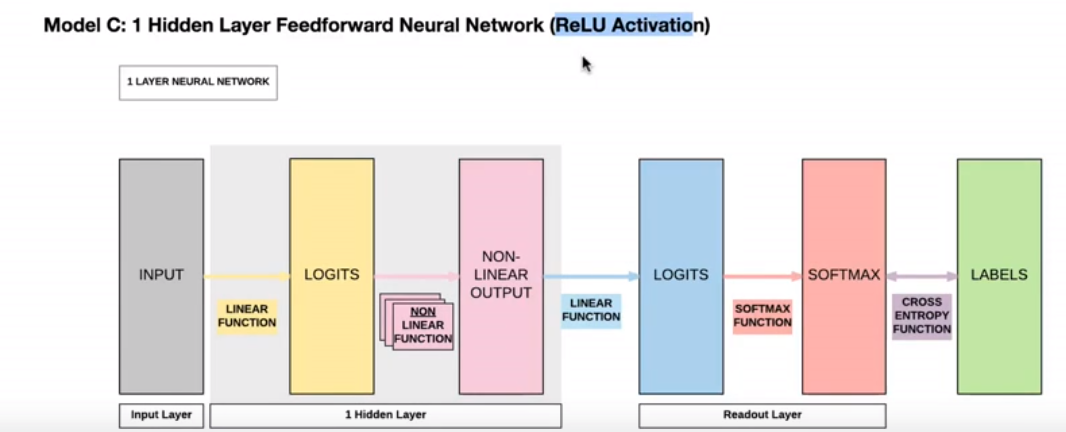 Model C: 1 Hidden Layer Feedforward Neural Network (ReLU Activation)
1 LAYER NEURAL NETWORK
INPUT
LINEAR
FUNCTION
LOGITS
NON
LINEAR
FUNCTION
NON-
LINEAR
OUTPUT
LINEAR
FUNCTION
LOGITS
SOFTMAX
FUNCTION
SOFTMAX
CROSS
ENTROPY
FUNCTION
LABELS
Input Layer
1 Hidden Layer
Readout Layer